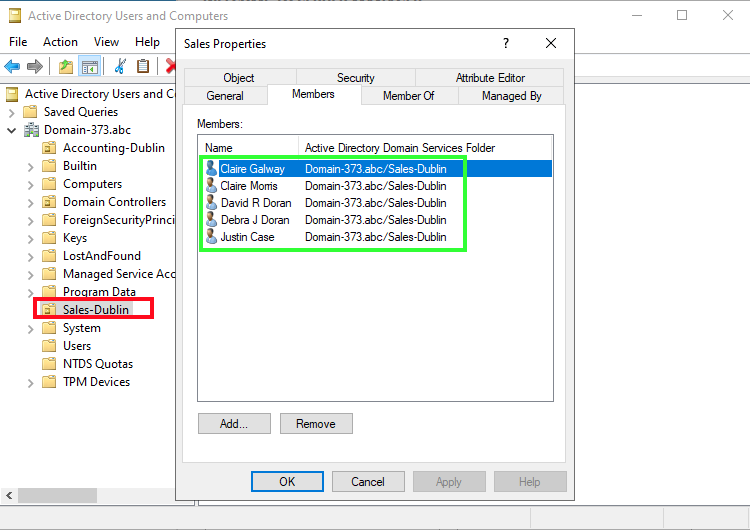 Active Directory Users and Computers
File Action View Help
Active Directory Users and C
Saved Queries
Domain-373.abc
Accounting-Dublin
Builtin
Computers
Domain Controllers
ForeignSecurityPrinci
Keys
LostAndFound
Managed Service Acc
Program Data
Sales-Dublin
System
Users
NTDS Quotas
TPM Devices
Sales Properties
?
Object Security Attribute Editor
General Members Member Of Managed By
Members:
Name Active Directory Domain Services Folder
Claire Galway Domain-373.abc/Sales-Dublin
Claire Morris Domain-373.abc/Sales-Dublin
David R Doran Domain-373.abc/Sales-Dublin
Debra J Doran Domain-373.abc/Sales-Dublin
Justin Case Domain-373.abc/Sales-Dublin
Add... Remove
OK Cancel Apply Help